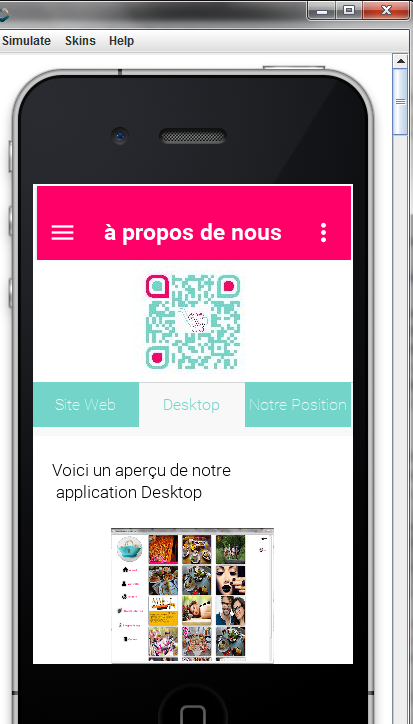 Simulate Skins Help
à propos de nous
Site Web Desktop Notre Position
Voici un aperçu de notre
application Desktop